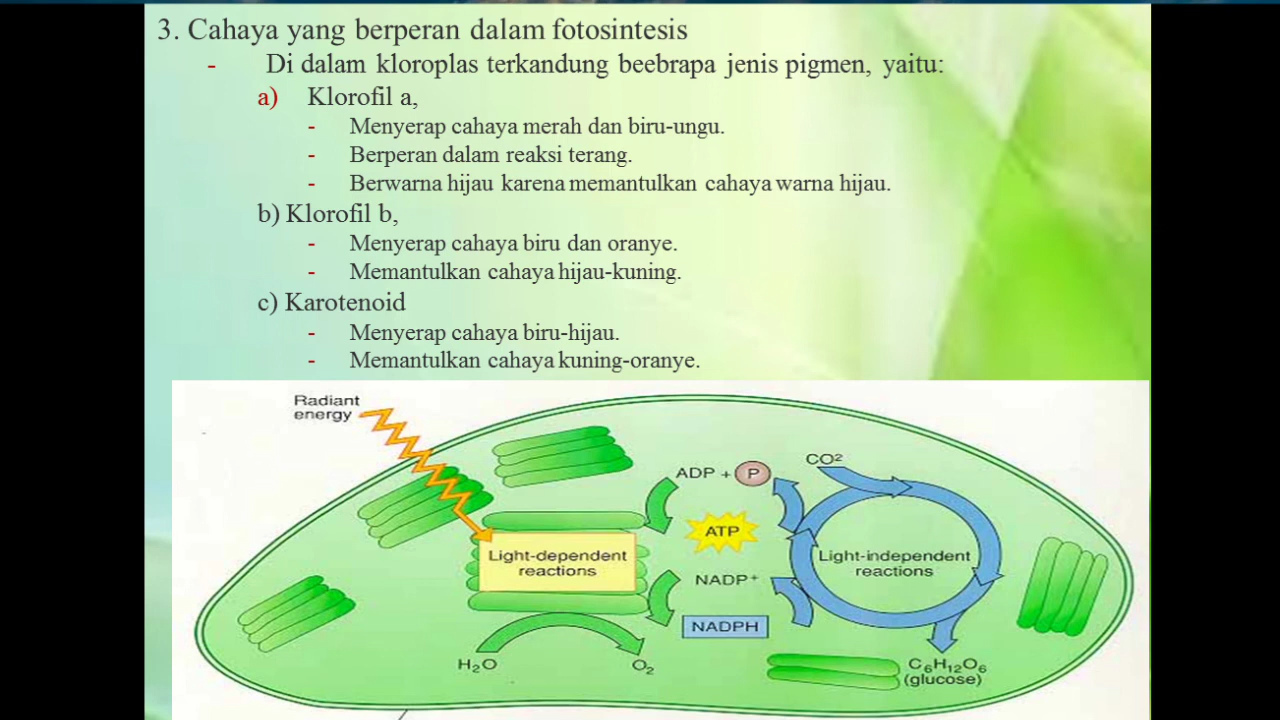 3. Cahaya yang berperan dalam fotosintesis
- Di dalam kloroplas terkandung beebrapa jenis pigmen, yaitu:
a) Klorofil a,
- Menyerap cahaya merah dan biru-ungu.
- Berperan dalam reaksi terang.
- Berwarna hijau karena memantulkan cahaya warna hijau.
b) Klorofil b,
- Menyerap cahaya biru dan oranye.
- Memantulkan cahaya hijau-kuning.
c) Karotenoid
- Menyerap cahaya biru-hijau.
- Memantulkan cahaya kuning-oranye.
Radiant
energy
ADP + P
CO2
ATP
Light-dependent
reactions
Light-independent
reactions
NADP+
NADPH
H2O
O2
C6H12O6
(glucose)